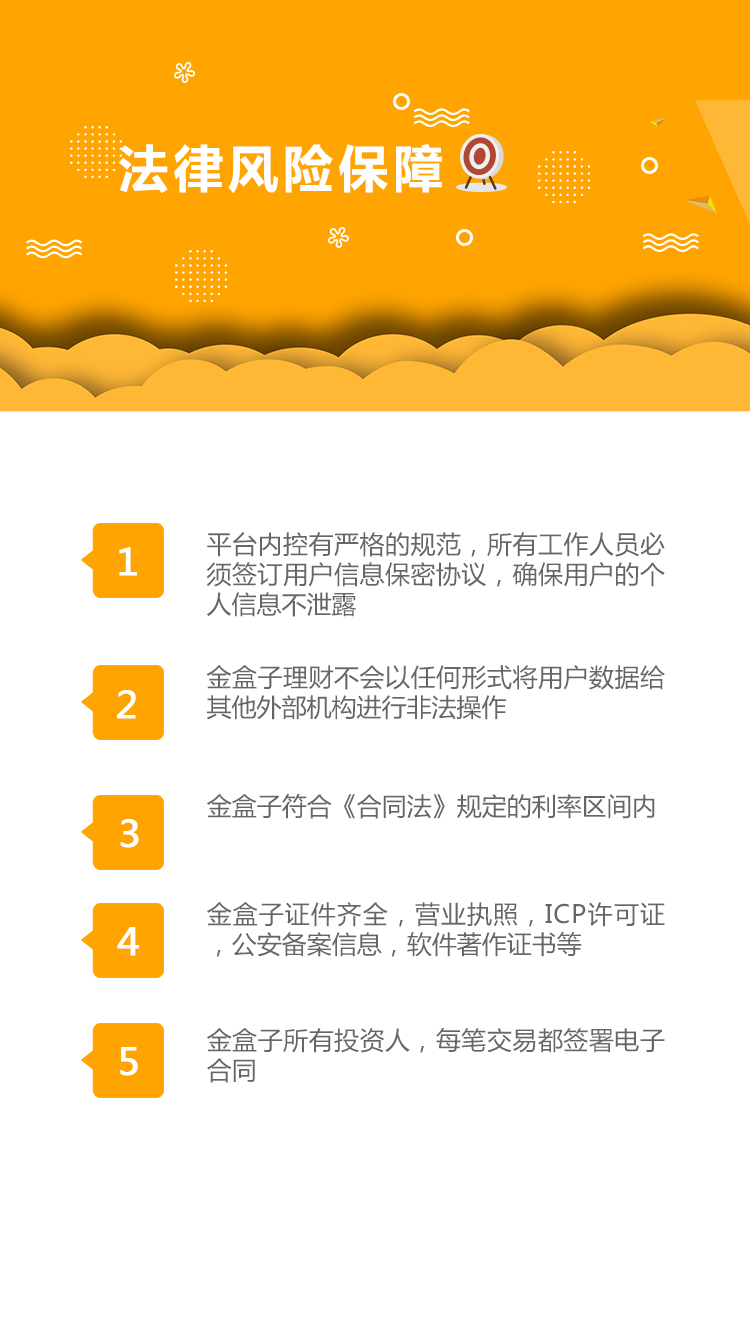 法律风险保障
1
平台内控有严格的规范，所有工作人员必
须签订用户信息保密协议，确保用户的个
人信息不泄露
2
金盒子理财不会以任何形式将用户数据给
其他外部机构进行非法操作
3
金盒子符合《合同法》规定的利率区间内
4
金盒子证件齐全，营业执照，ICP许可证
，公安备案信息，软件著作证书等
5
金盒子所有投资人，每笔交易都签署电子
合同